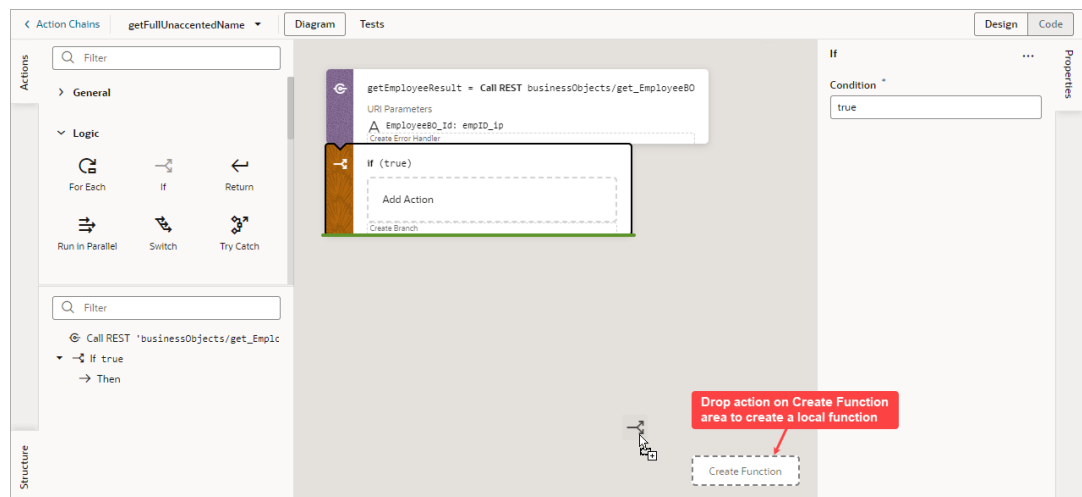 Action Chains
getFullUnaccentedName
Diagram
Tests
Design
Code
Actions
Filter
General
Logic
For Each
If
Return
Run in Parallel
Switch
Try Catch
Structure
Filter
Call REST 'businessObjects/get_Emplo
If true
Then
getEmployeeResult = Call REST businessObjects/get_EmployeeBO
URI Parameters
A EmployeeBO_Id: empID_ip
Create Error Handler
If (true)
Add Action
Create Branch
Drop action on Create Function
area to create a local function
Create Function
If
...
Condition *
true
Properties